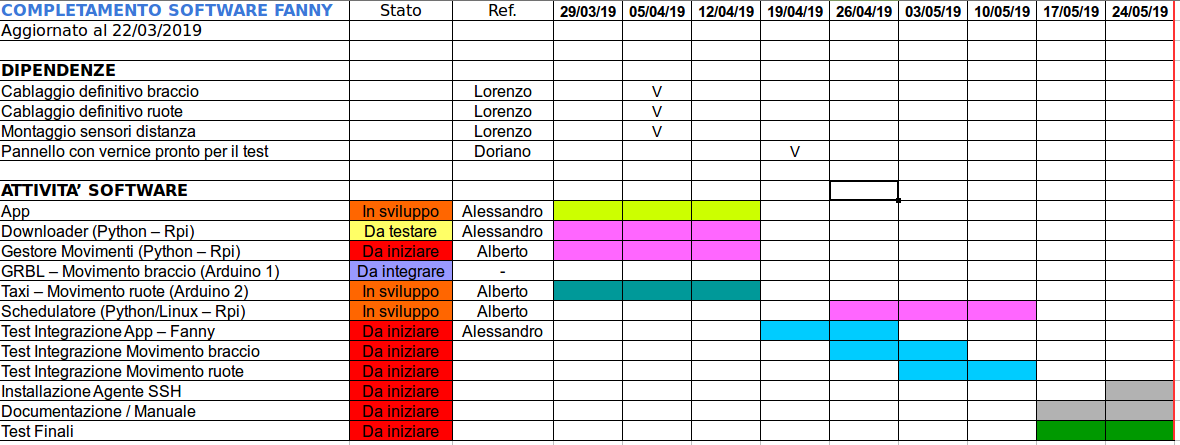 COMPLETAMENTO SOFTWARE FANNY Stato Ref. 29/03/19 05/04/19 12/04/19 19/04/19 26/04/19 03/05/19 10/05/19 17/05/19 24/05/19
Aggiornato al 22/03/2019
DIPENDENZE
Cablaggio definitivo braccio Lorenzo V
Cablaggio definitivo ruote Lorenzo V
Montaggio sensori distanza Lorenzo V
Pannello con vernice pronto per il test Doriano V
ATTIVITA’ SOFTWARE
App In sviluppo Alessandro
Downloader (Python – Rpi) Da testare Alessandro
Gestore Movimenti (Python – Rpi) Da iniziare Alberto
GRBL – Movimento braccio (Arduino 1) Da integrare -
Taxi – Movimento ruote (Arduino 2) In sviluppo Alberto
Schedulatore (Python/Linux – Rpi) In sviluppo Alberto
Test Integrazione App – Fanny Da iniziare Alessandro
Test Integrazione Movimento braccio Da iniziare
Test Integrazione Movimento ruote Da iniziare
Installazione Agente SSH Da iniziare
Documentazione / Manuale Da iniziare
Test Finali Da iniziare